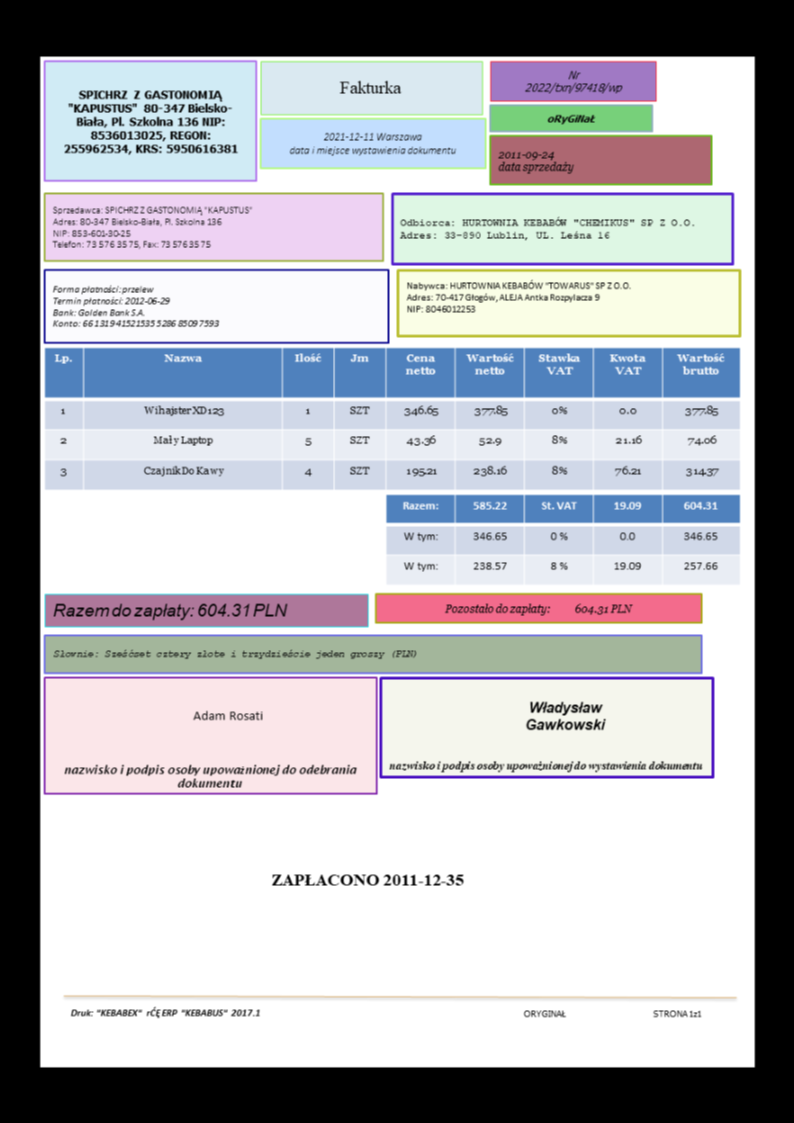 SPICHRZ Z GASTONOMIĄ
"KAPUSTUS" 80-347 Bielsko-
Biała, Pl. Szkolna 136 NIP:
8536013025, REGON:
255962534, KRS: 5950616381
Fakturka
2021-12-11 Warszawa
data i miejsce wystawienia dokumentu
Nr
2022/txn/97418/wp
oRyGiNaŁ
2011-09-24
data sprzedaży
Sprzedawca: SPICHRZ Z GASTONOMIĄ "KAPUSTUS"
Adres: 80-347 Bielsko-Biała, Pl. Szkolna 136
NIP: 853-601-30-25
Telefon: 73 576 35 75, Fax: 73 576 35 75
Odbiorca: HURTOWNIA KEBABÓW "CHEMIKUS" SP Z O.O.
Adres: 33-890 Lublin, UL. Leśna 16
Forma płatności: przelew
Termin płatności: 2012-06-29
Bank: Golden Bank S.A.
Konto: 66 1319 4152 1535 5286 8509 7593
Nabywca: HURTOWNIA KEBABÓW "TOWARUS" SP Z O.O.
Adres: 70-417 Głogów, ALEJA Antka Rozpylacza 9
NIP: 8046012253
Lp. Nazwa Ilość Jm Cena netto Wartość netto Stawka VAT Kwota VAT Wartość brutto
1 Wihajster XD123 1 SZT 346.65 377.85 0% 0.0 377.85
2 Mały Laptop 5 SZT 43.36 52.9 8% 21.16 74.06
3 Czajnik Do Kawy 4 SZT 195.21 238.16 8% 76.21 314.37
Razem: 585.22 St. VAT 19.09 604.31
W tym: 346.65 0 % 0.0 346.65
W tym: 238.57 8 % 19.09 257.66
Razem do zapłaty: 604.31 PLN
Pozostało do zapłaty: 604.31 PLN
Słownie: Sześćset cztery złote i trzydzieście jeden groszy (PLN)
Adam Rosati
nazwisko i podpis osoby upoważnionej do odebrania
dokumentu
Władysław
Gawkowski
nazwisko i podpis osoby upoważnionej do wystawienia dokumentu
ZAPŁACONO 2011-12-35
Druk: "KEBABEX" rĆĘ ERP "KEBABUS" 2017.1 ORYGINAŁ STRONA 1z1